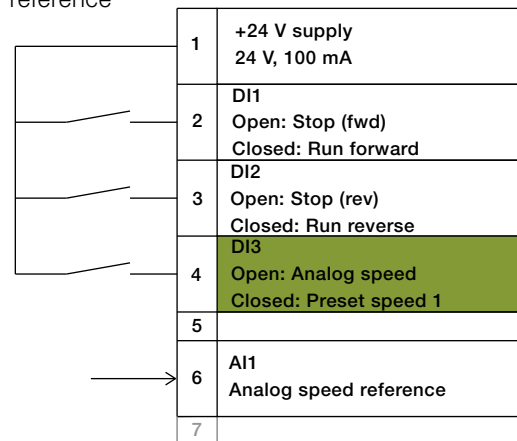 reference
1
+24 V supply
24 V, 100 mA
2
DI1
Open: Stop (fwd)
Closed: Run forward
3
DI2
Open: Stop (rev)
Closed: Run reverse
4
DI3
Open: Analog speed
Closed: Preset speed 1
5
6
AI1
Analog speed reference
7